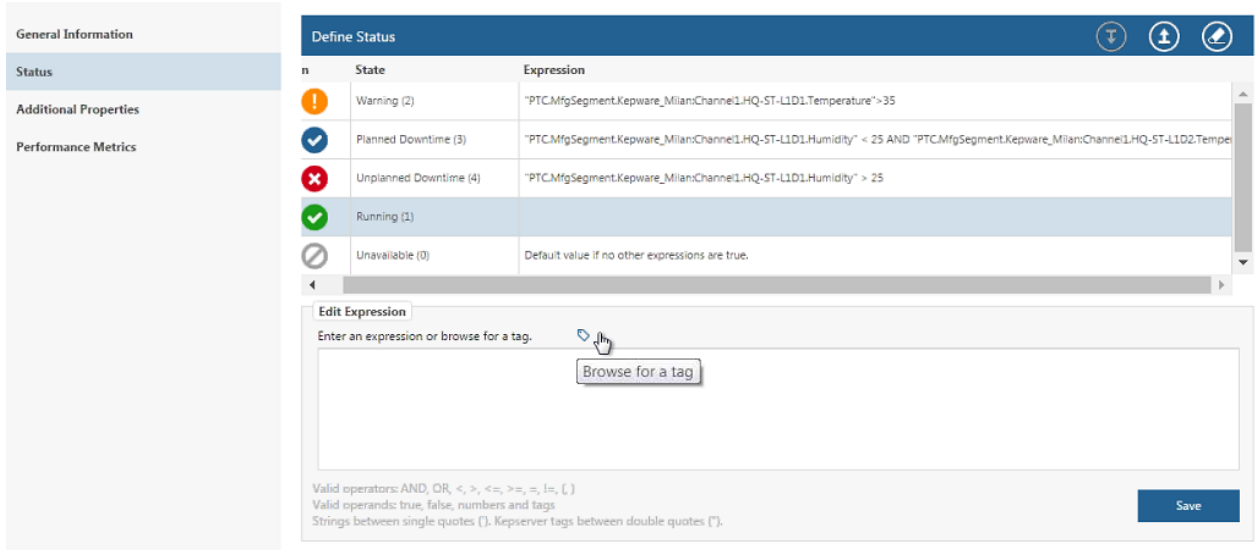 General Information
Status
Additional Properties
Performance Metrics
Define Status
n State Expression
Warning (2) "PTC.MfgSegment.Kepware_Milan:Channel1.HQ-ST-L1D1.Temperature">35
Planned Downtime (3) "PTC.MfgSegment.Kepware_Milan:Channel1.HQ-ST-L1D1.Humidity" < 25 AND "PTC.MfgSegment.Kepware_Milan:Channel1.HQ-ST-L1D2.Temper
Unplanned Downtime (4) "PTC.MfgSegment.Kepware_Milan:Channel1.HQ-ST-L1D1.Humidity" > 25
Running (1)
Unavailable (0) Default value if no other expressions are true.
Edit Expression
Enter an expression or browse for a tag.
Browse for a tag
Valid operators: AND, OR, <, >, <=, >=, =, !=, (, )
Valid operands: true, false, numbers and tags
Strings between single quotes ('). Kepserver tags between double quotes (").
Save